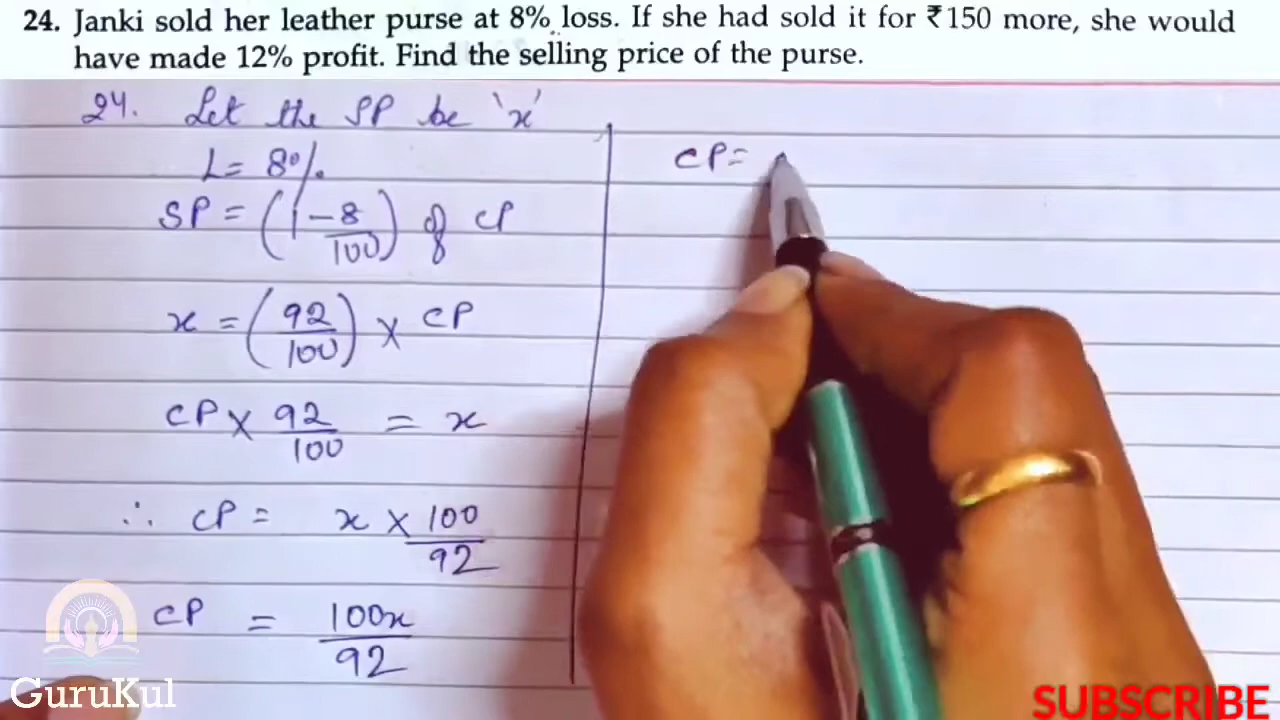 24. Janki sold her leather purse at 8% loss. If she had sold it for ₹150 more, she would
have made 12% profit. Find the selling price of the purse.
24. Let the SP be 'x'
L = 8%
SP = (1 - 8/100) of CP
x = (92/100) × CP
CP × 92/100 = x
∴ CP = x × 100/92
CP = 100x/92
CP =
GuruKul
SUBSCRIBE